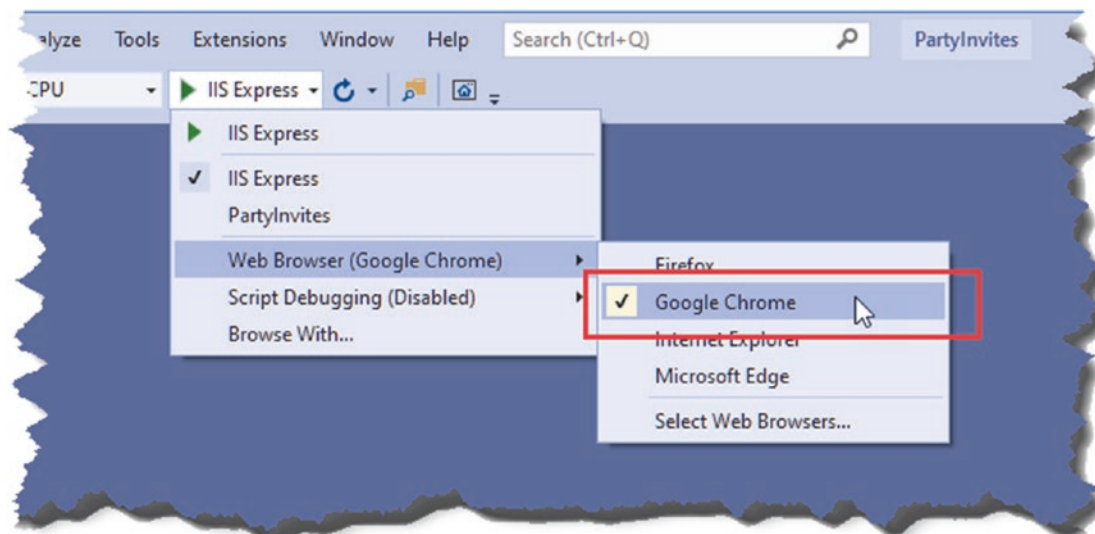 alyze Tools Extensions Window Help Search (Ctrl+Q) PartyInvites
CPU IIS Express
IIS Express
IIS Express
PartyInvites
Web Browser (Google Chrome)
Script Debugging (Disabled)
Browse With...
Firefox
Google Chrome
Internet Explorer
Microsoft Edge
Select Web Browsers...